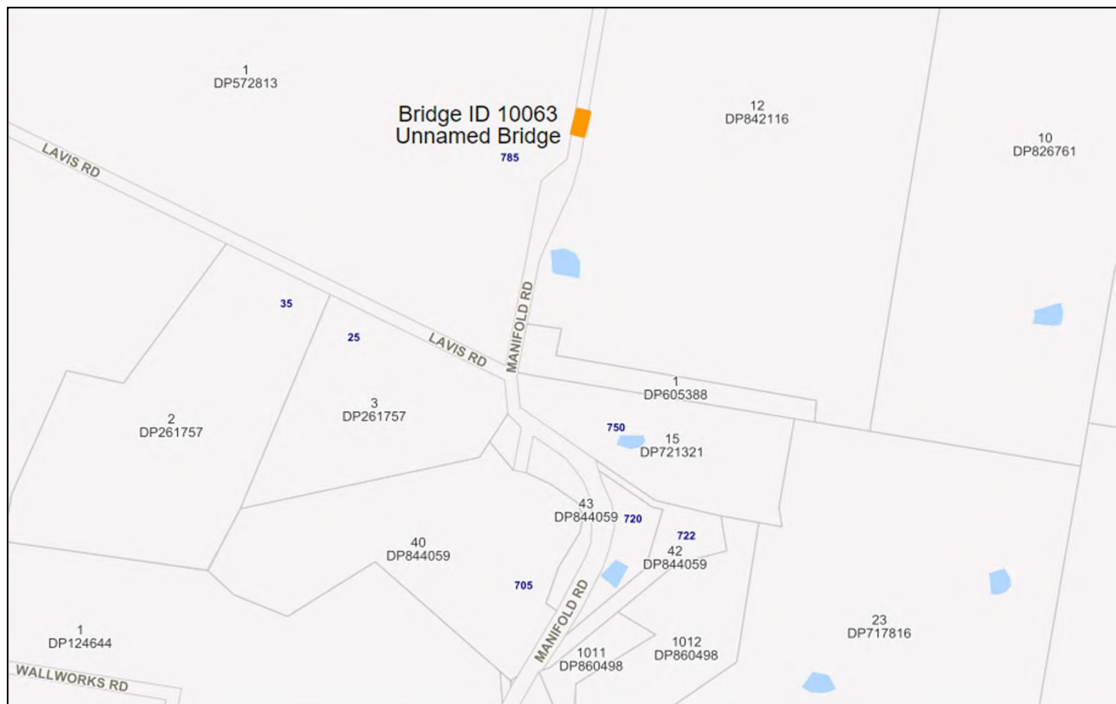 1
DP572813
12
DP842116
Bridge ID 10063
Unnamed Bridge
10
DP826761
LAVIS RD
785
35
25
MANIFOLD RD
LAVIS RD
1
DP605388
3
DP261757
2
DP261757
750
15
DP721321
43
DP844059
720
722
42
DP844059
40
DP844059
705
MANIFOLD RD
23
DP717816
1
DP124644
1011
DP860498
1012
DP860498
WALLWORKS RD